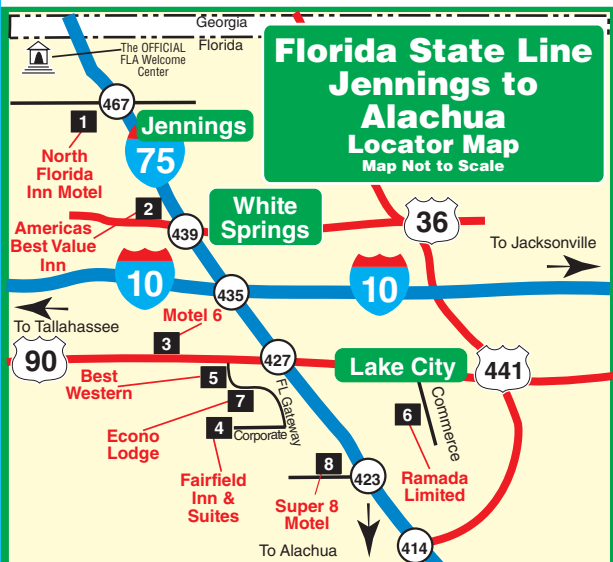 Georgia
Florida
The OFFICIAL
FLA Welcome
Center
Florida State Line
Jennings to
Alachua
Locator Map
Map Not to Scale
467
1
Jennings
North
Florida
Inn Motel
75
2
White
Springs
36
Americas
Best Value
Inn
439
To Jacksonville
10
10
435
To Tallahassee
Motel 6
3
90
427
Lake City
441
Best
Western
5
7
FL Gateway
Commerce
6
Econo
Lodge
4
Corporate
Fairfield
Inn &
Suites
8
423
Ramada
Limited
Super 8
Motel
To Alachua
414